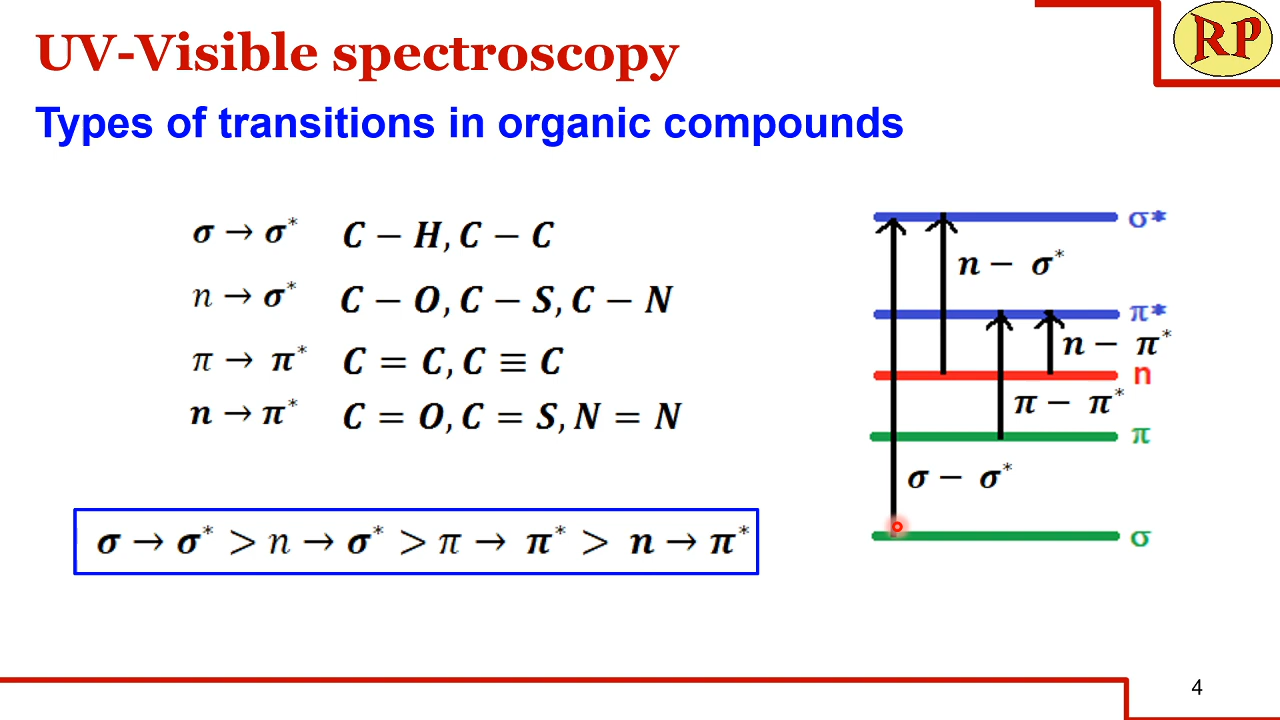 RP
UV-Visible spectroscopy
Types of transitions in organic compounds
σ → σ* C − H, C − C
n → σ* C − O, C − S, C − N
π → π* C = C, C ≡ C
n → π* C = O, C = S, N = N
σ → σ* > n → σ* > π → π* > n → π*
σ*
n − σ*
π*
n − π*
n
π − π*
π
σ − σ*
σ
4